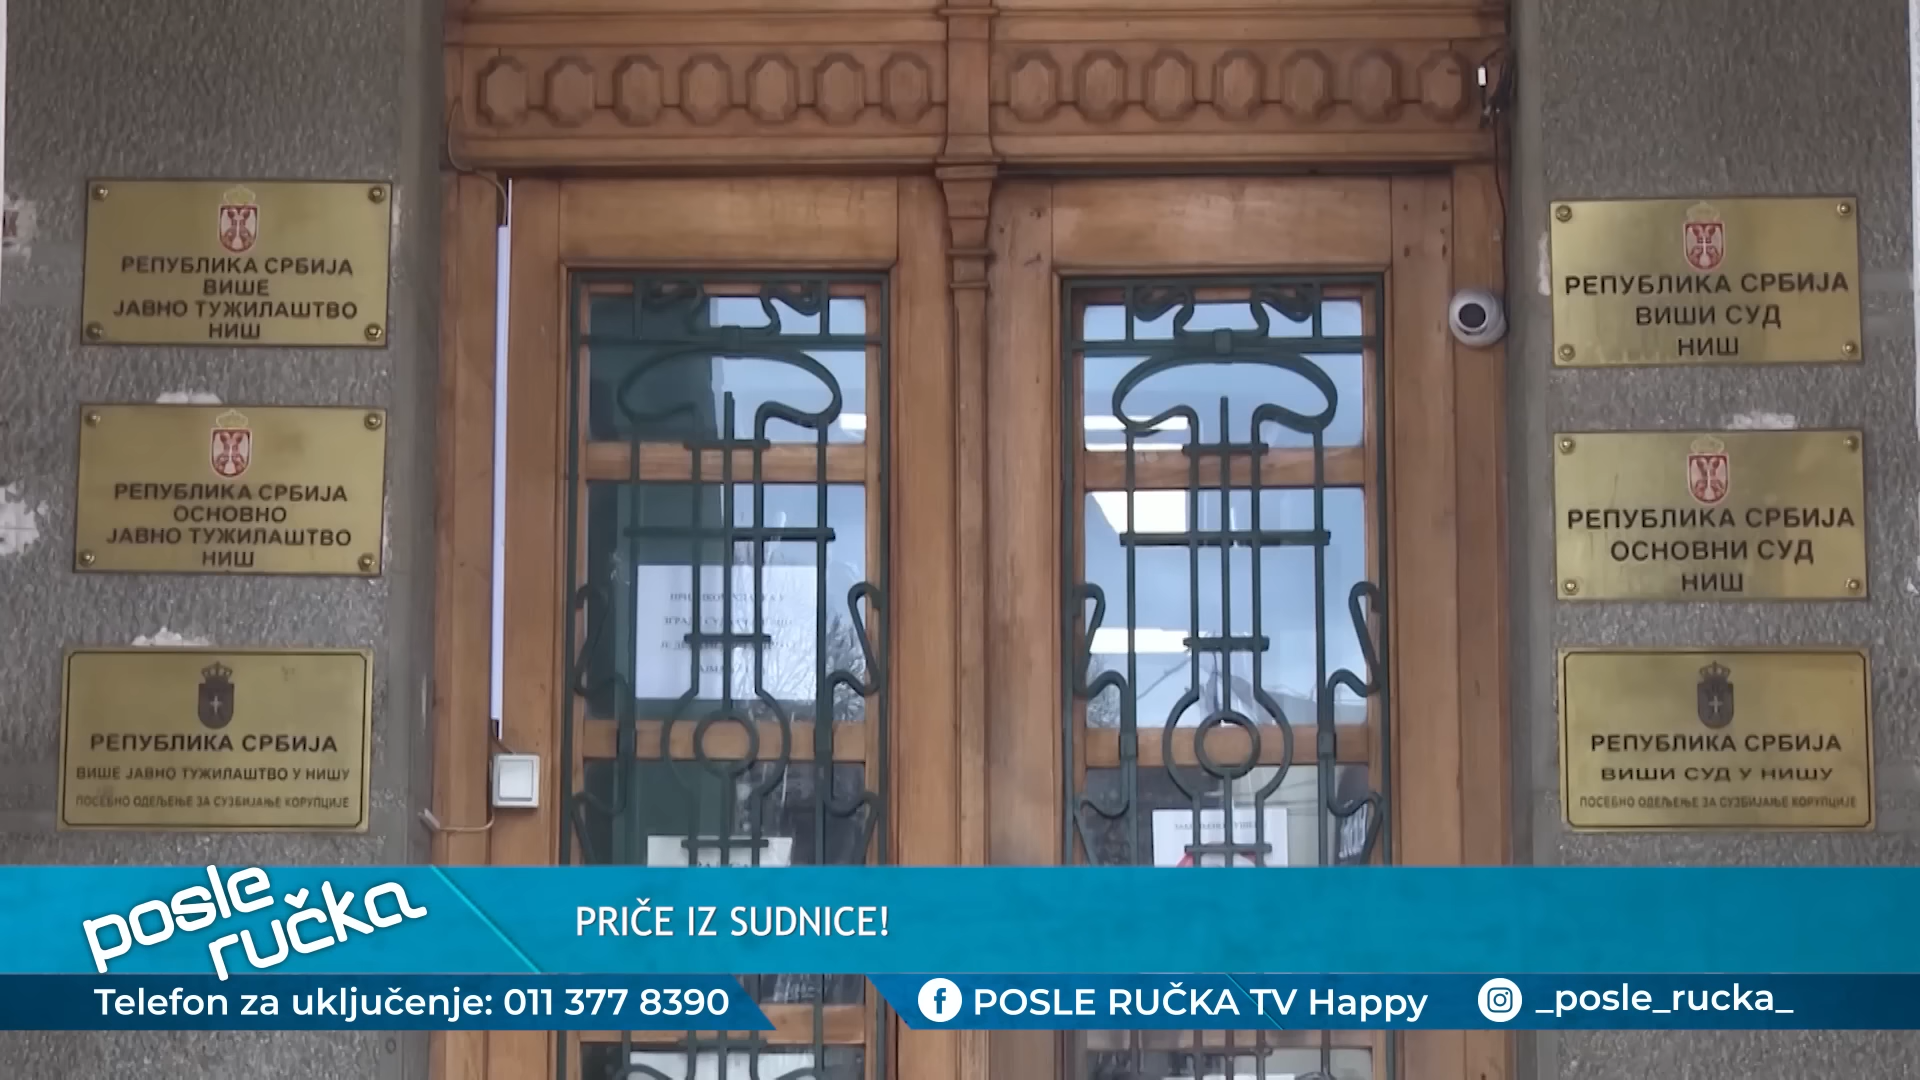 РЕПУБЛИКА СРБИЈА
ВИШЕ
ЈАВНО ТУЖИЛАШТВО
НИШ
РЕПУБЛИКА СРБИЈА
ОСНОВНО
ЈАВНО ТУЖИЛАШТВО
НИШ
РЕПУБЛИКА СРБИЈА
ВИШЕ ЈАВНО ТУЖИЛАШТВО У НИШУ
ПОСЕБНО ОДЕЉЕЊЕ ЗА СУЗБИЈАЊЕ КОРУПЦИЈЕ
РЕПУБЛИКА СРБИЈА
ВИШИ СУД
НИШ
РЕПУБЛИКА СРБИЈА
ОСНОВНИ СУД
НИШ
РЕПУБЛИКА СРБИЈА
ВИШИ СУД У НИШУ
ПОСЕБНО ОДЕЉЕЊЕ ЗА СУЗБИЈАЊЕ КОРУПЦИЈЕ
posle
ručka
PRIČE IZ SUDNICE!
Telefon za uključenje: 011 377 8390
POSLE RUČKA TV Happy
_posle_rucka_